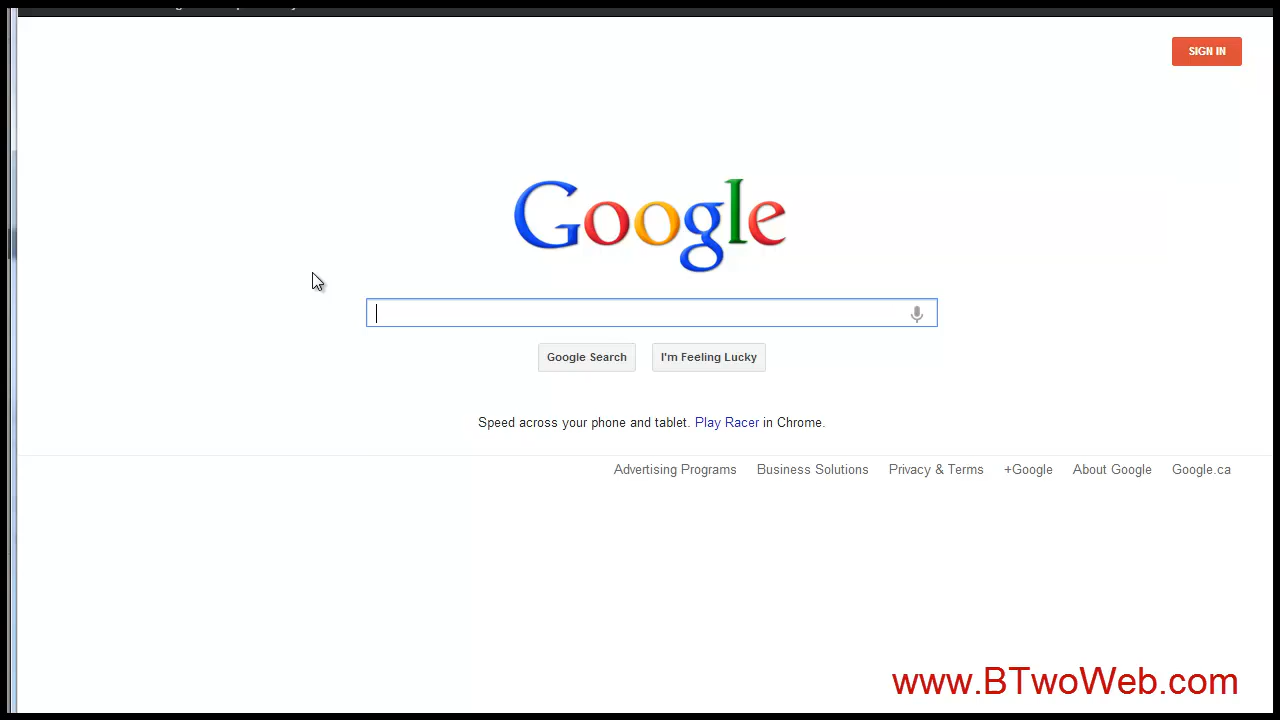 SIGN IN
Google
Google Search I'm Feeling Lucky
Speed across your phone and tablet. Play Racer in Chrome.
Advertising Programs Business Solutions Privacy & Terms +Google About Google Google.ca
www.BTwoWeb.com